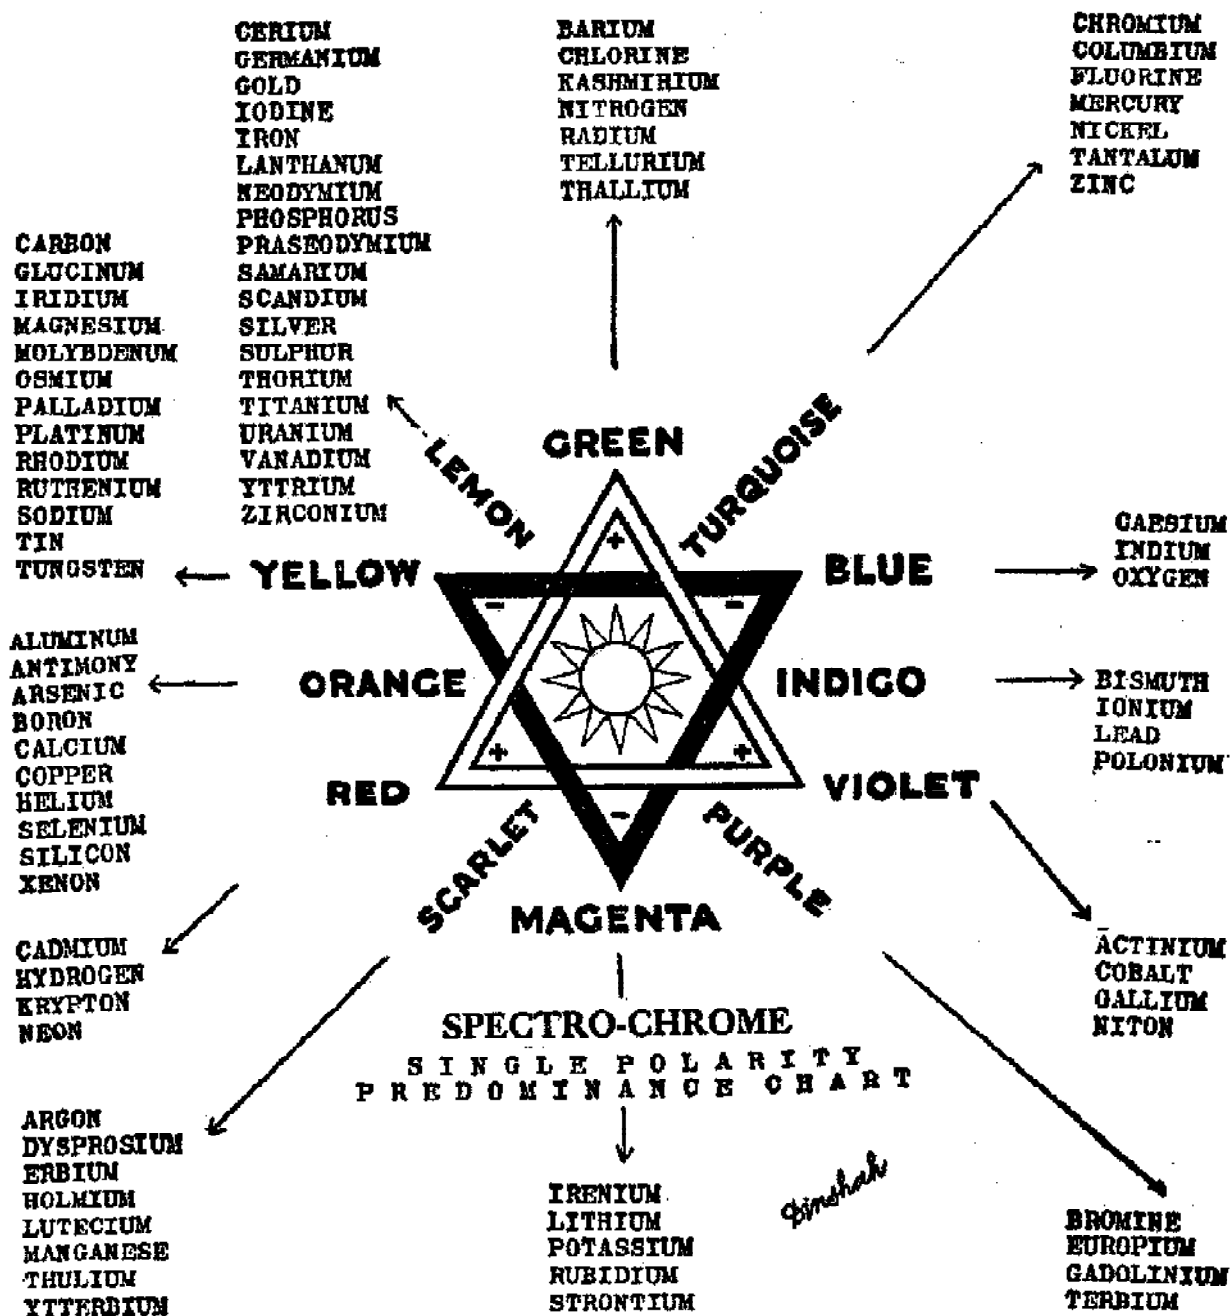 CERIUM
GERMANIUM
GOLD
IODINE
IRON
LANTHANUM
NEODYMIUM
PHOSPHORUS
PRASEODYMIUM
SAMARIUM
SCANDIUM
SILVER
SULPHUR
THORIUM
TITANIUM
URANIUM
VANADIUM
YTTRIUM
ZIRCONIUM
BARIUM
CHLORINE
KASHMIRIUM
NITROGEN
RADIUM
TELLURIUM
THALLIUM
CHROMIUM
COLUMBIUM
FLUORINE
MERCURY
NICKEL
TANTALUM
ZINC
CARBON
GLUCINUM
IRIDIUM
MAGNESIUM
MOLYBDENUM
OSMIUM
PALLADIUM
PLATINUM
RHODIUM
RUTHENIUM
SODIUM
TIN
TUNGSTEN
LEMON
GREEN
TURQUOISE
YELLOW
BLUE
CAESIUM
INDIUM
OXYGEN
+
-
-
ALUMINUM
ANTIMONY
ARSENIC
BORON
CALCIUM
COPPER
HELIUM
SELENIUM
SILICON
XENON
ORANGE
INDIGO
BISMUTH
IONIUM
LEAD
POLONIUM
+
+
RED
VIOLET
-
SCARLET
PURPLE
MAGENTA
CADMIUM
HYDROGEN
KRYPTON
NEON
ACTINIUM
COBALT
GALLIUM
NITON
SPECTRO-CHROME
SINGLE POLARITY
PREDOMINANCE CHART
ARGON
DYSPROSIUM
ERBIUM
HOLMIUM
LUTECIUM
MANGANESE
THULIUM
YTTERBIUM
IRENIUM
LITHIUM
POTASSIUM
RUBIDIUM
STRONTIUM
Dinshah
BROMINE
EUROPIUM
GADOLINIUM
TERBIUM